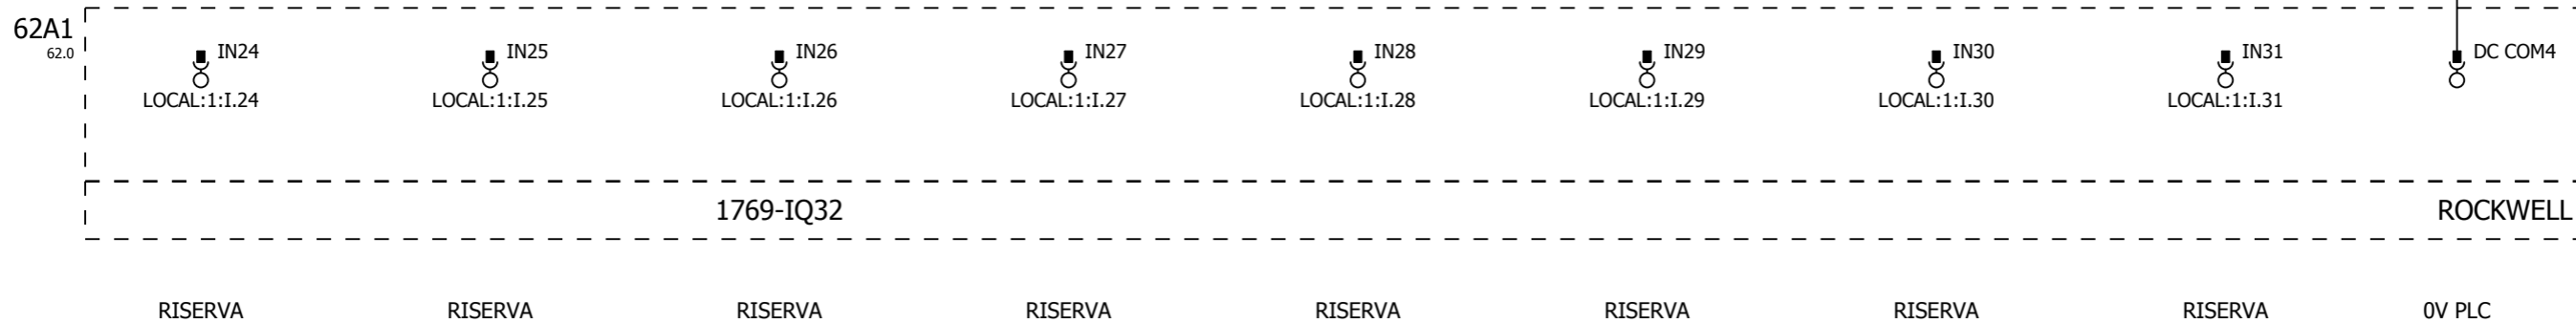 62A1
62.0
IN24 IN25 IN26 IN27 IN28 IN29 IN30 IN31 DC COM4
LOCAL:1:I.24 LOCAL:1:I.25 LOCAL:1:I.26 LOCAL:1:I.27 LOCAL:1:I.28 LOCAL:1:I.29 LOCAL:1:I.30 LOCAL:1:I.31
1769-IQ32 ROCKWELL
RISERVA RISERVA RISERVA RISERVA RISERVA RISERVA RISERVA RISERVA 0V PLC